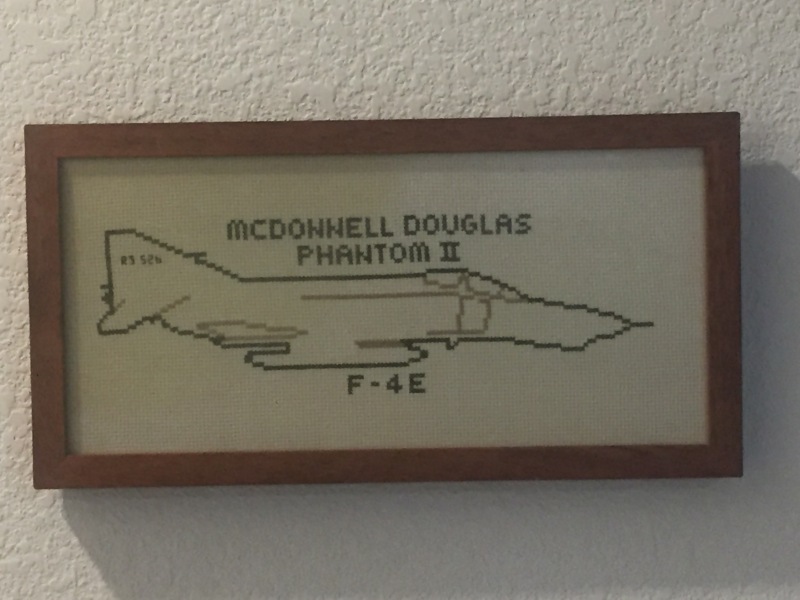 MCDONNELL DOUGLAS
PHANTOM II
F-4E